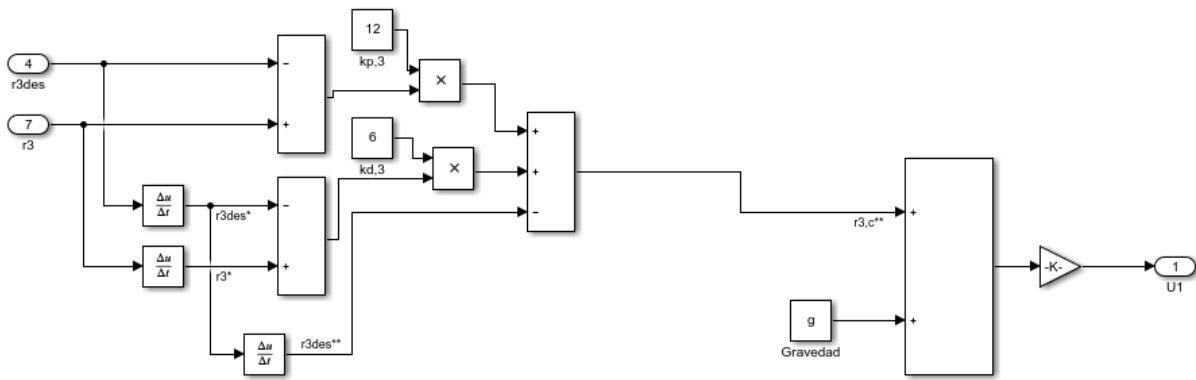 4
r3des
7
r3
12
kp,3
×
6
kd,3
×
Δu
Δt
r3des*
Δu
Δt
r3*
Δu
Δt
r3des**
-
+
-
+
+
+
-
r3,c**
+
+
g
Gravedad
-K-
1
U1